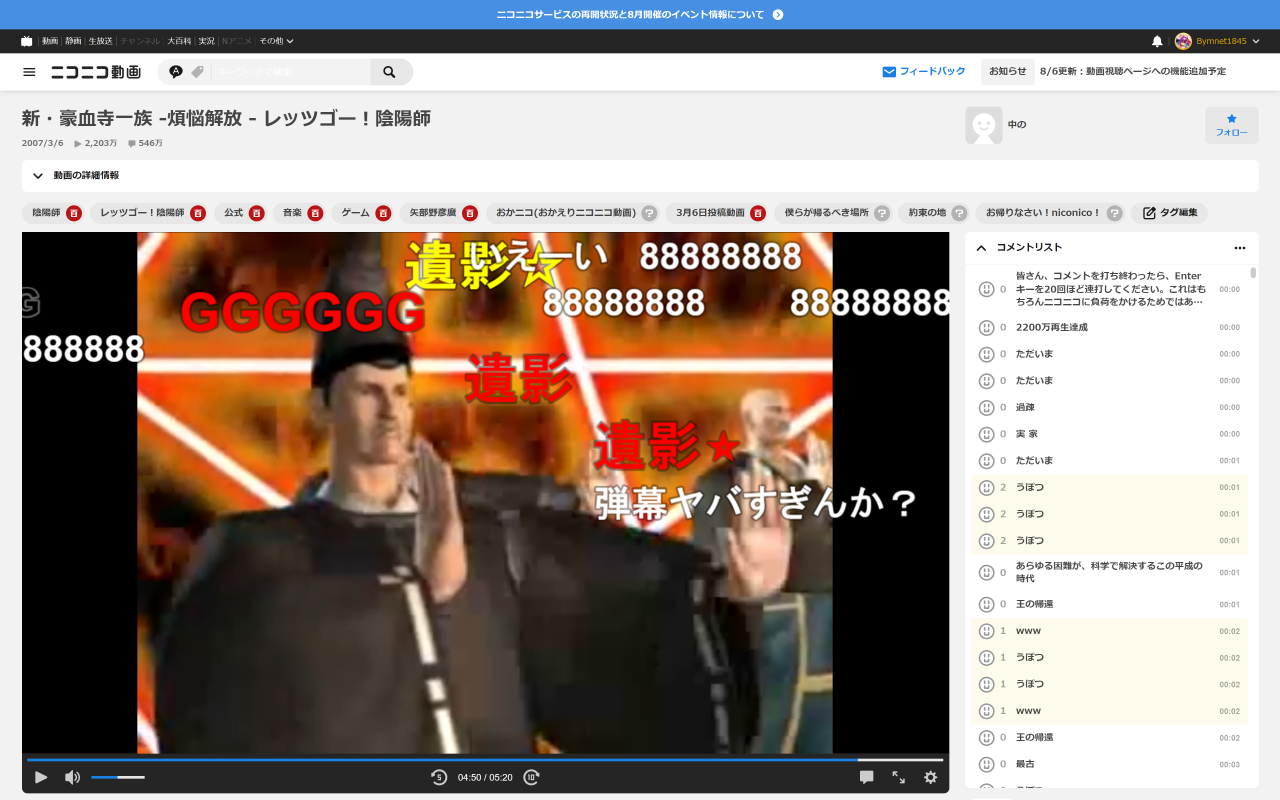 ニコニコサービスの再開状況と8月開催のイベント情報について
動画 静画 生放送 チャンネル 大百科 実況 Nアニメ その他
Bymnet1845
ニコニコ動画
キーワードで検索
フィードバック
お知らせ
8/6更新：動画視聴ページへの機能追加予定
新・豪血寺一族 -煩悩解放 - レッツゴー！陰陽師
2007/3/6 2,203万 546万
中の
フォロー
動画の詳細情報
陰陽師 百 レッツゴー！陰陽師 百 公式 百 音楽 百 ゲーム 百 矢部野彦麿 百 おかニコ(おかえりニコニコ動画) ? 3月6日投稿動画 百 僕らが帰るべき場所 ? 約束の地 ? お帰りなさい！niconico！ ? タグ編集
遺影☆
いえーい
88888888
GGGGGG
88888888
88888888
G
888888
遺影
遺影★
弾幕ヤバすぎんか？
5 04:50 / 05:20 10
コメントリスト
0 皆さん、コメントを打ち終わったら、Enter
キーを20回ほど連打してください。これはも
ちろんニコニコに負荷をかけるためではあ… 00:00
0 2200万再生達成 00:00
0 ただいま 00:00
0 ただいま 00:00
0 過疎 00:00
0 実 家 00:00
0 ただいま 00:01
2 うぽつ 00:01
2 うぽつ 00:01
2 うぽつ 00:01
0 あらゆる困難が、科学で解決するこの平成の
時代 00:01
0 王の帰還 00:01
1 www 00:02
1 うぽつ 00:02
1 うぽつ 00:02
1 www 00:02
0 王の帰還 00:02
0 最古 00:03